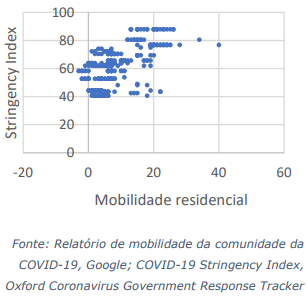 100
80
60
40
20
0
Stringency Index
-20
0
20
40
60
Mobilidade residencial
Fonte: Relatório de mobilidade da comunidade da
COVID-19, Google; COVID-19 Stringency Index,
Oxford Coronavirus Government Response Tracker